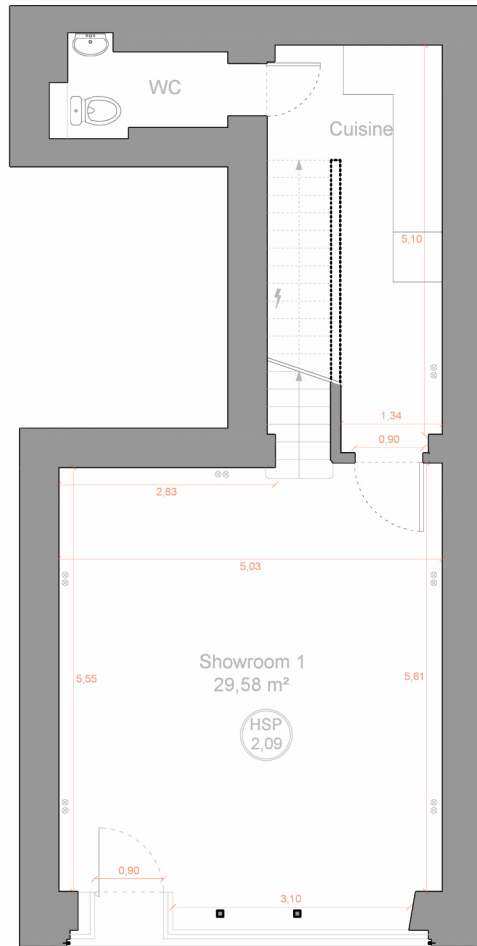 WC
Cuisine
5,10
1,34
0,90
2,83
5,03
Showroom 1
29,58 m²
5,55
5,61
HSP
2,09
0,90
3,10